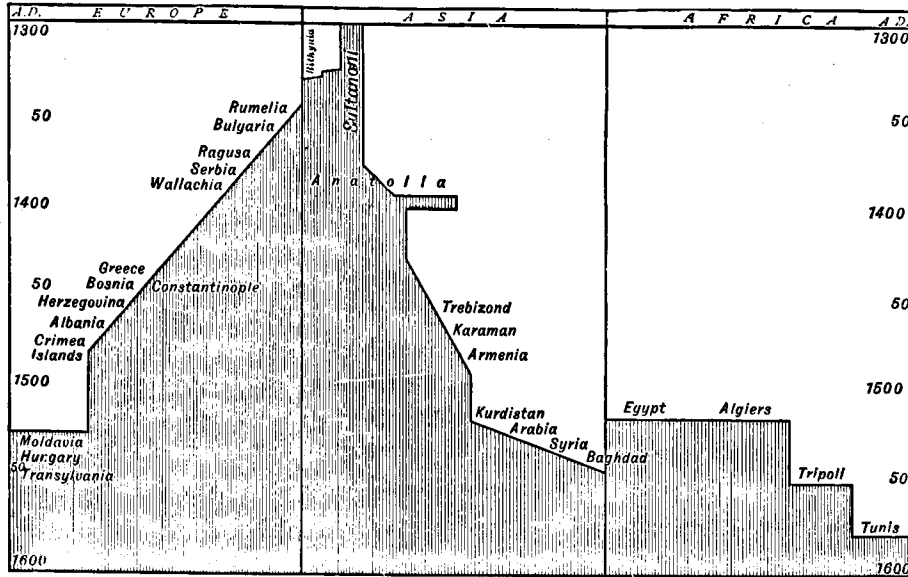 A.D. EUROPE ASIA AFRICA A.D.
1300 1300
Bithynia
Sultanoni
50 50
Rumelia
Bulgaria
Ragusa
Serbia
Wallachia
Anatolia
1400 1400
Greece
Bosnia
Constantinople
Herzegovina
50 50
Albania
Crimea
Islands
Trebizond
Karaman
Armenia
1500 1500
Kurdistan
Arabia
Syria
Baghdad
Egypt Algiers
Moldavia
Hungary
50 50
Transylvania
Tripoli
Tunis
1600 1600